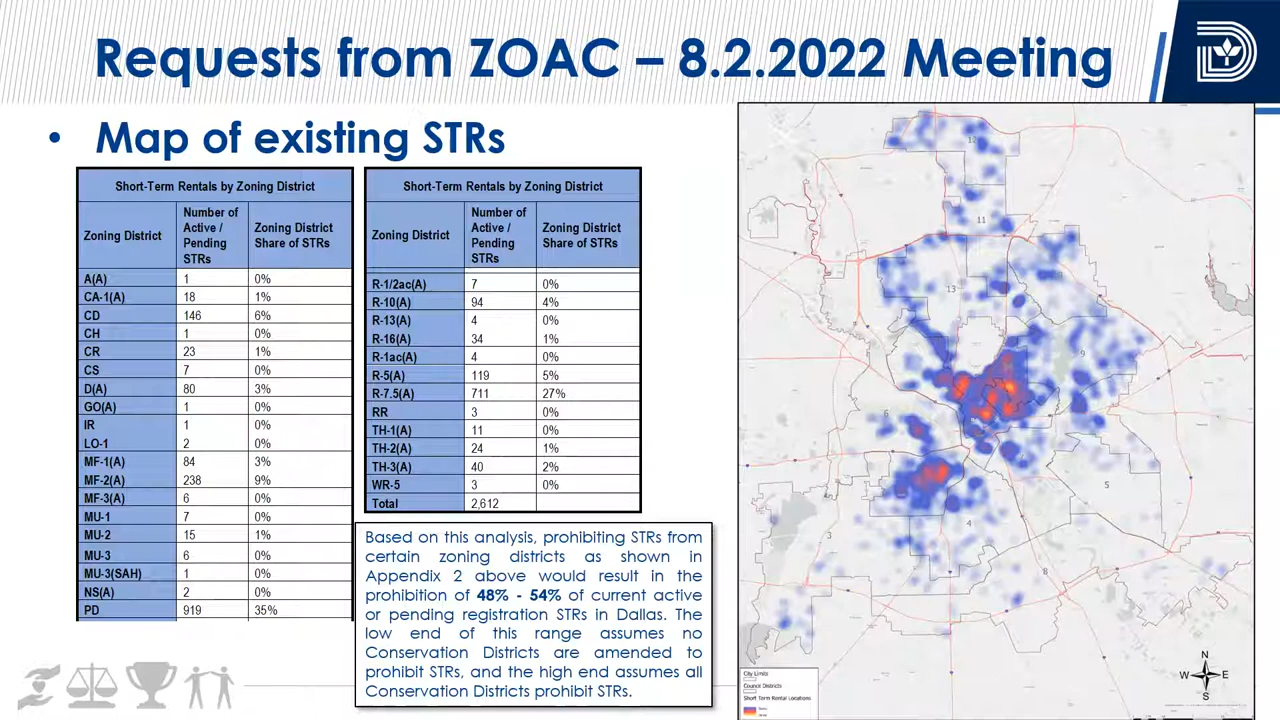 Requests from ZOAC – 8.2.2022 Meeting
• Map of existing STRs
Short-Term Rentals by Zoning District
Zoning District
Number of Active / Pending STRs
Zoning District Share of STRs
A(A) 1 0%
CA-1(A) 18 1%
CD 146 6%
CH 1 0%
CR 23 1%
CS 7 0%
D(A) 80 3%
GO(A) 1 0%
IR 1 0%
LO-1 2 0%
MF-1(A) 84 3%
MF-2(A) 238 9%
MF-3(A) 6 0%
MU-1 7 0%
MU-2 15 1%
MU-3 6 0%
MU-3(SAH) 1 0%
NS(A) 2 0%
PD 919 35%
Short-Term Rentals by Zoning District
Zoning District
Number of Active / Pending STRs
Zoning District Share of STRs
R-1/2ac(A) 7 0%
R-10(A) 94 4%
R-13(A) 4 0%
R-16(A) 34 1%
R-1ac(A) 4 0%
R-5(A) 119 5%
R-7.5(A) 711 27%
RR 3 0%
TH-1(A) 11 0%
TH-2(A) 24 1%
TH-3(A) 40 2%
WR-5 3 0%
Total 2,612
Based on this analysis, prohibiting STRs from
certain zoning districts as shown in
Appendix 2 above would result in the
prohibition of 48% - 54% of current active
or pending registration STRs in Dallas. The
low end of this range assumes no
Conservation Districts are amended to
prohibit STRs, and the high end assumes all
Conservation Districts prohibit STRs.
12
11
13
9
6
5
4
3
8
City Limits
Council Districts
Short Term Rental Locations
N
W E
S